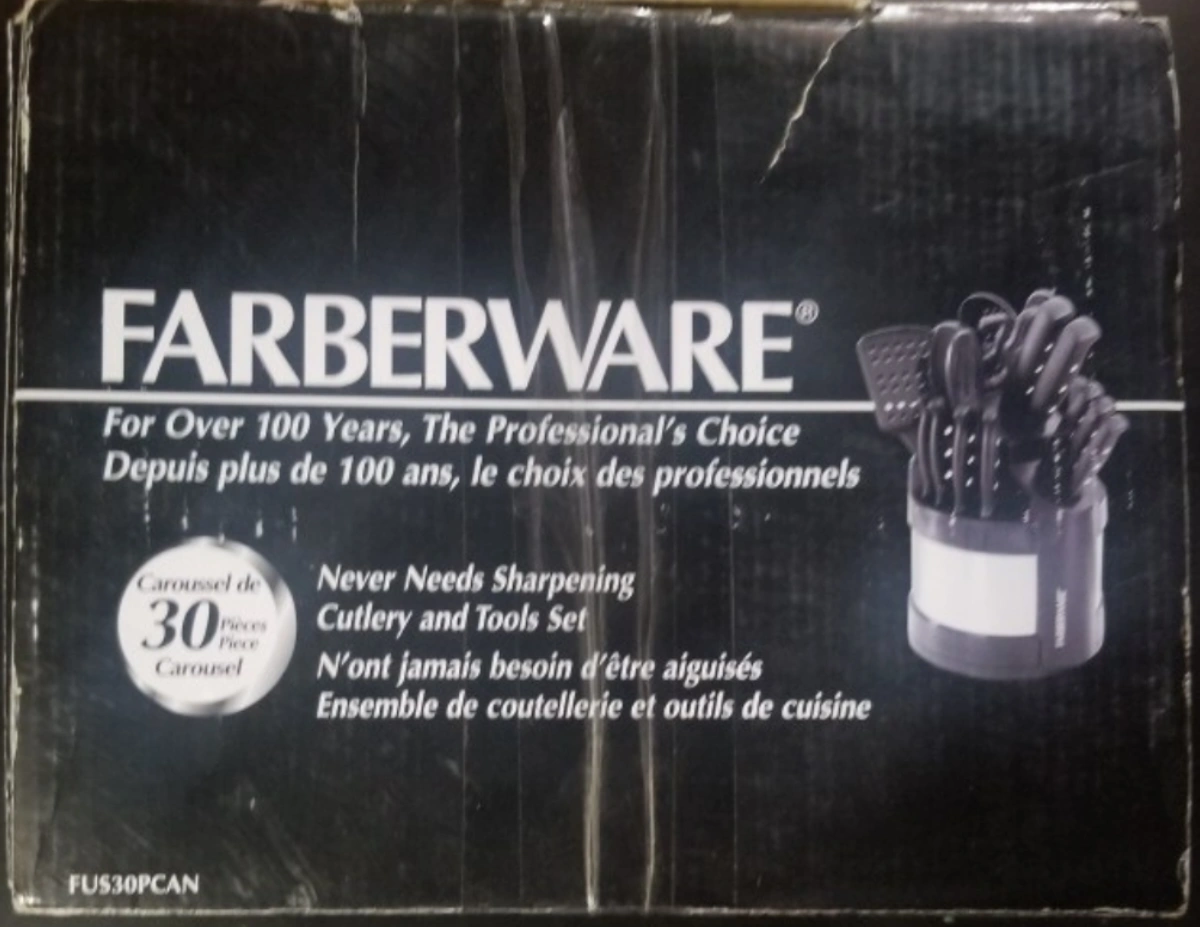 FARBERWARE®
For Over 100 Years, The Professional's Choice
Depuis plus de 100 ans, le choix des professionnels
Caroussel de
30 Pièces
Piece
Carousel
Never Needs Sharpening
Cutlery and Tools Set
N'ont jamais besoin d'être aiguisés
Ensemble de coutellerie et outils de cuisine
FUS30PCAN